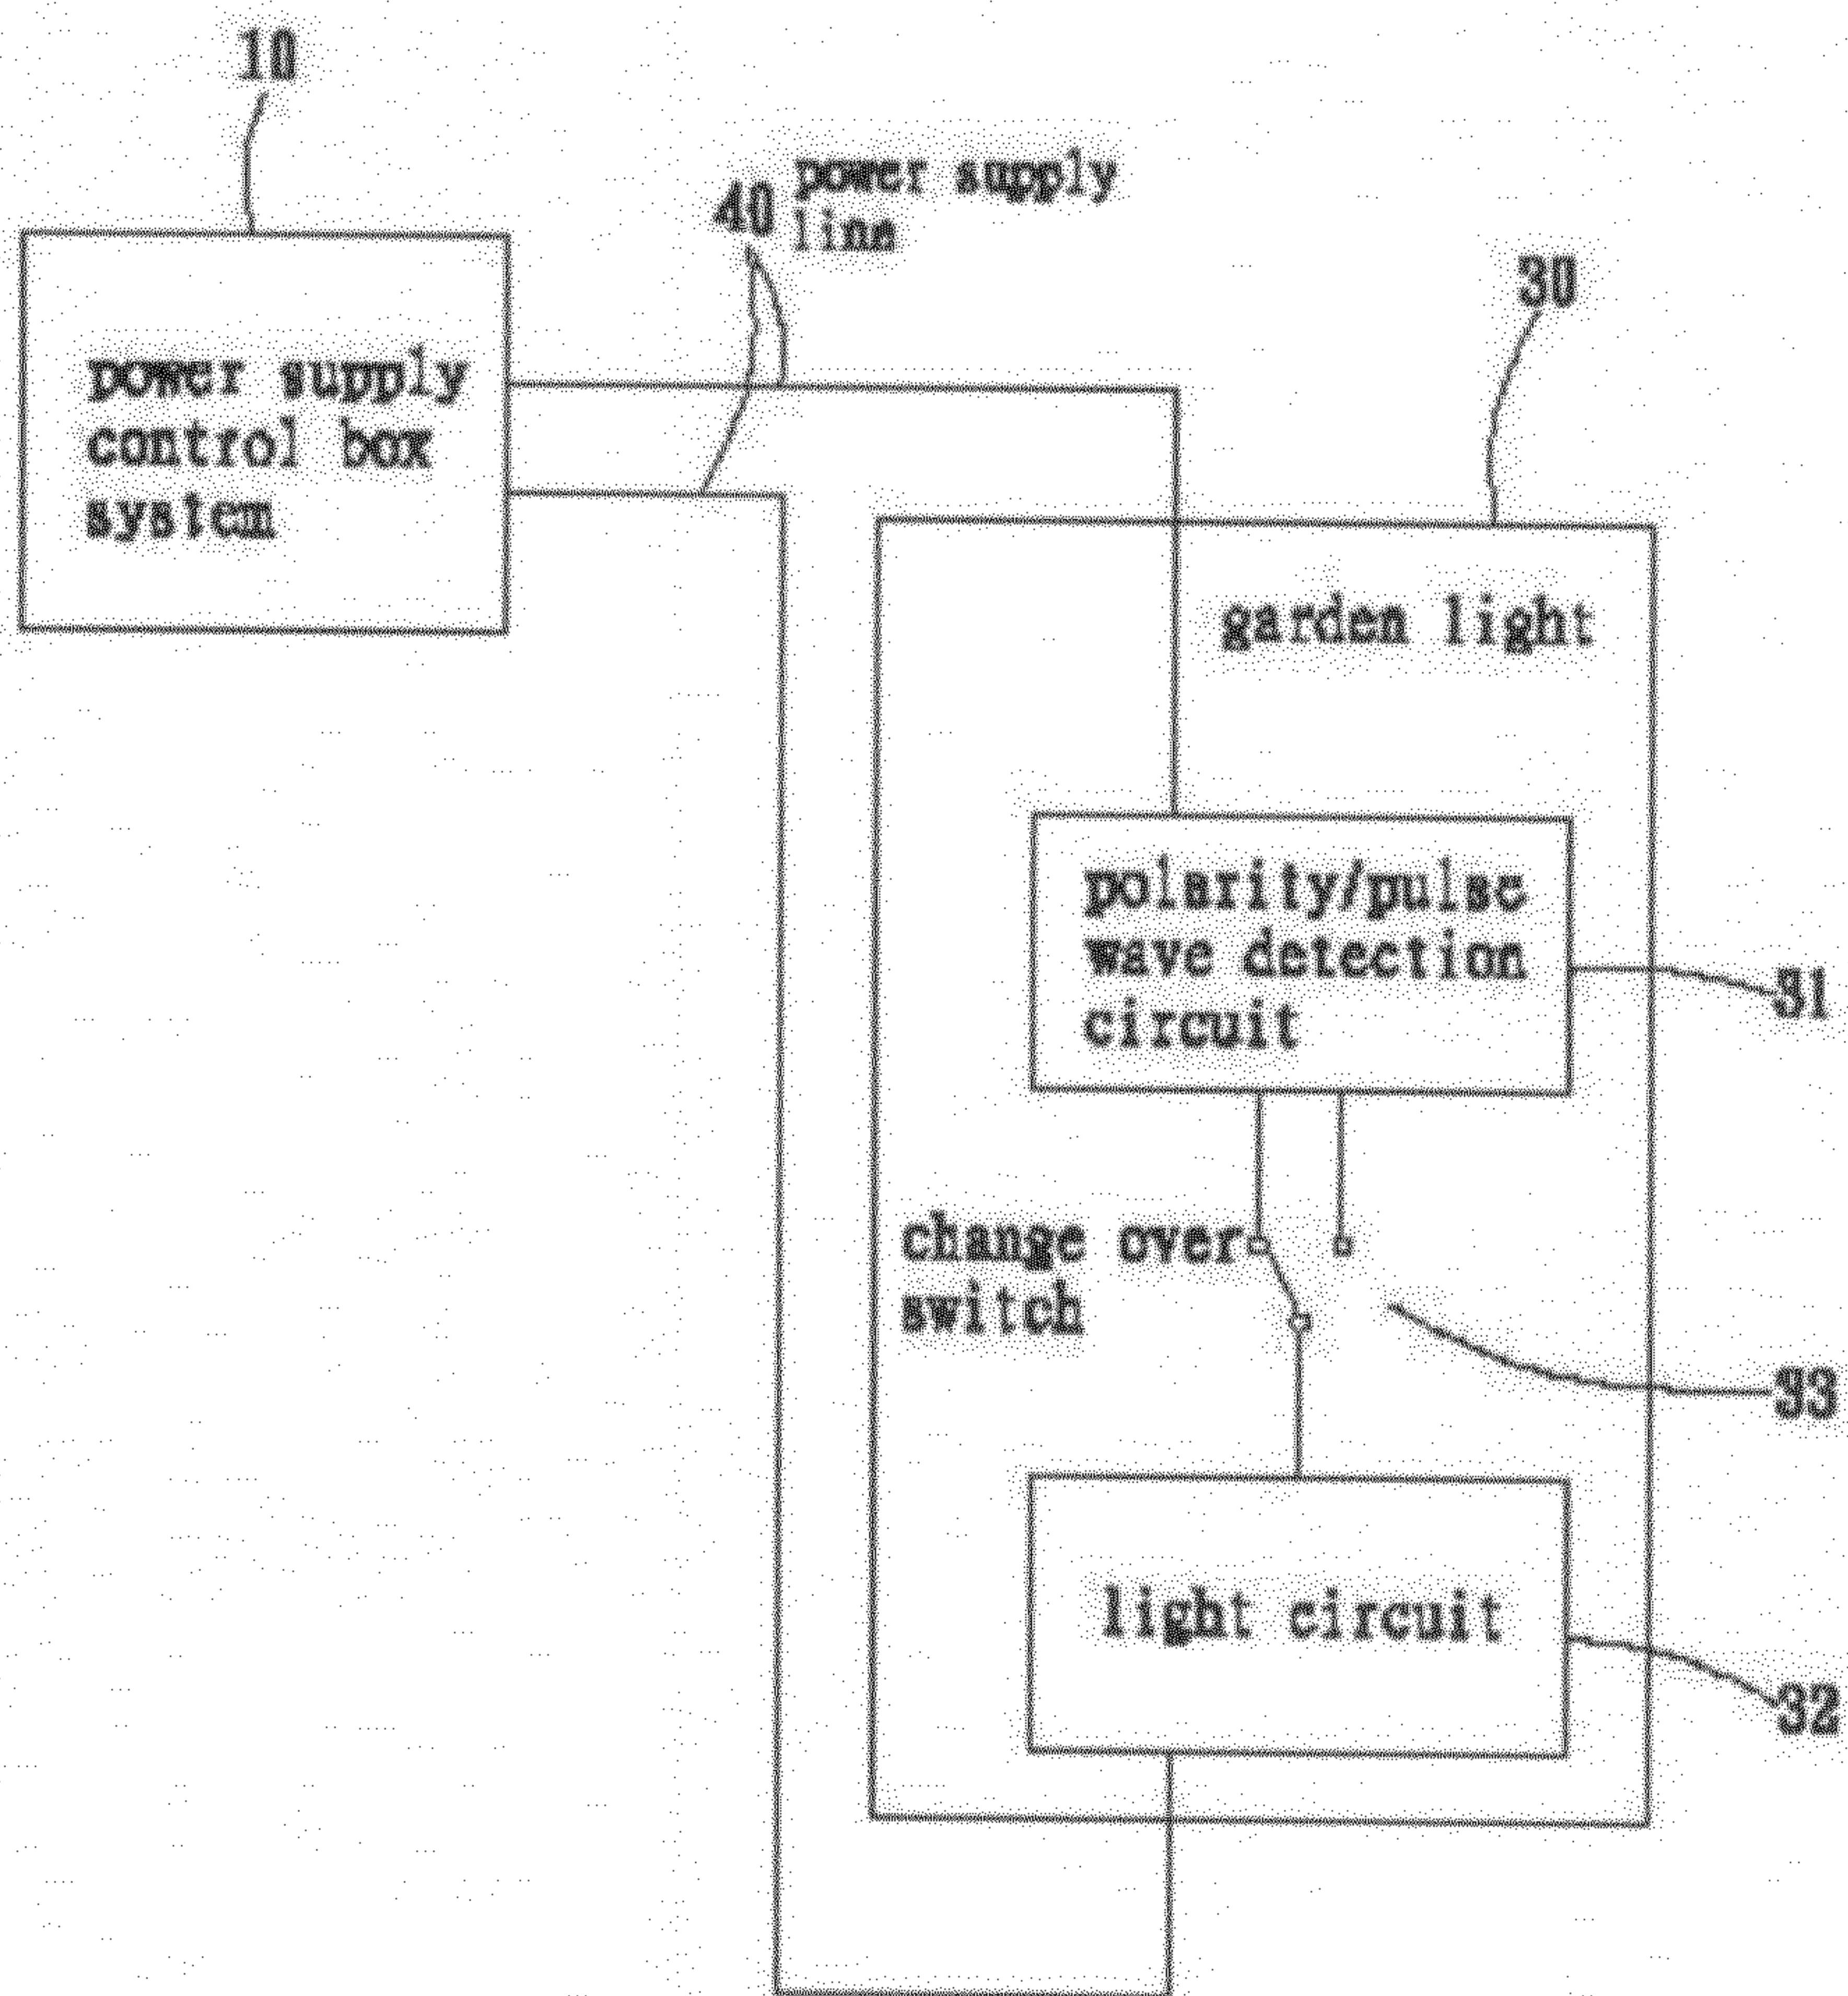 10
40 power supply
line
30
power supply
control box
system
garden light
polarity/pulse
wave detection
circuit
31
change over
switch
33
light circuit
32